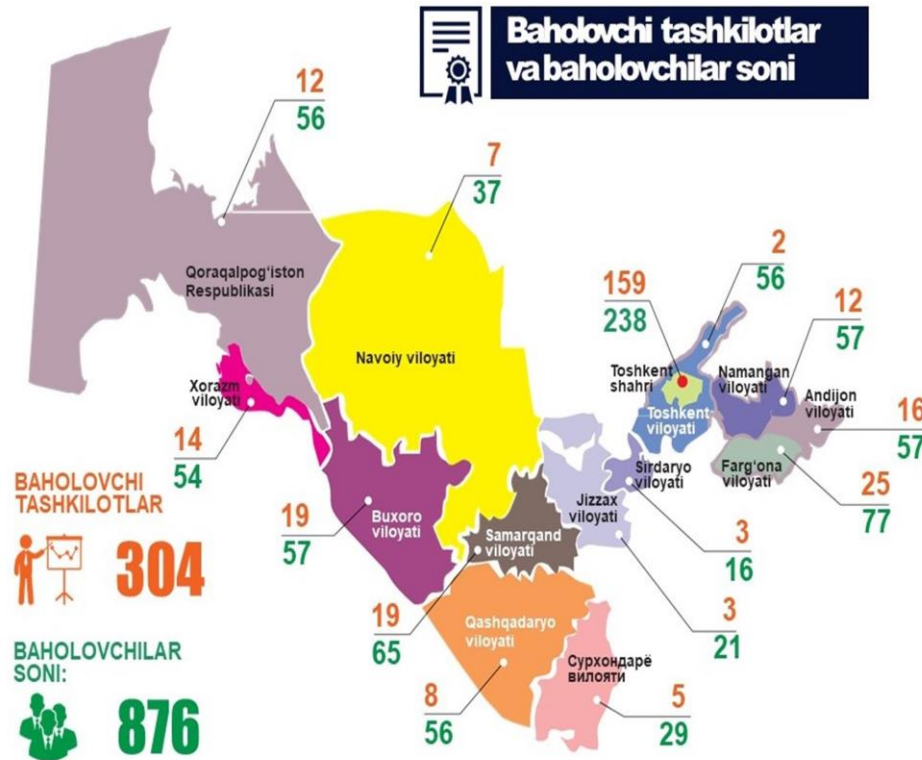 Baholovchi tashkilotlar
va baholovchilar soni
12
56
7
37
2
56
159
238
12
57
Qoraqalpog‘iston
Respublikasi
Navoiy viloyati
Toshkent
shahri
Namangan
viloyati
Andijon
viloyati
Xorazm
viloyati
Toshkent
viloyati
16
57
14
54
Sirdaryo
viloyati
Farg‘ona
viloyati
BAHOLOVCHI
TASHKILOTLAR
304
19
57
Buxoro
viloyati
Samarqand
viloyati
Jizzax
viloyati
25
77
3
16
19
65
Qashqadaryo
viloyati
3
21
BAHOLOVCHILAR
SONI:
876
Сурхондарё
вилояти
8
56
5
29